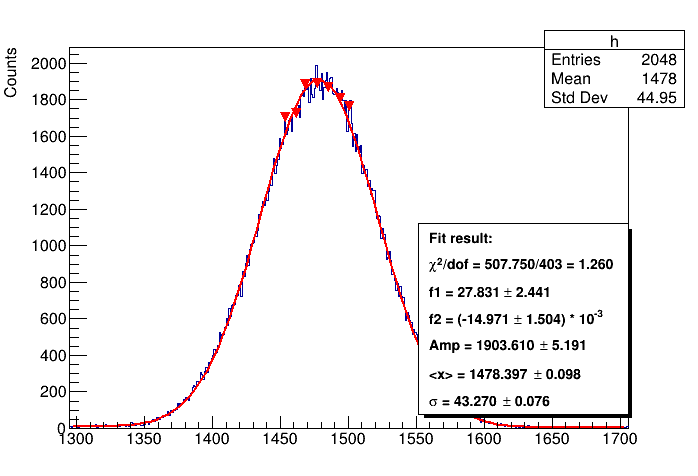 h
Entries 2048
Mean 1478
Std Dev 44.95
Counts
2000
1800
1600
1400
1200
1000
800
600
400
200
0
Fit result:
χ²/dof = 507.750/403 = 1.260
f1 = 27.831 ± 2.441
f2 = (-14.971 ± 1.504) * 10⁻³
Amp = 1903.610 ± 5.191
<x> = 1478.397 ± 0.098
σ = 43.270 ± 0.076
1300 1350 1400 1450 1500 1550 1600 1650 1700